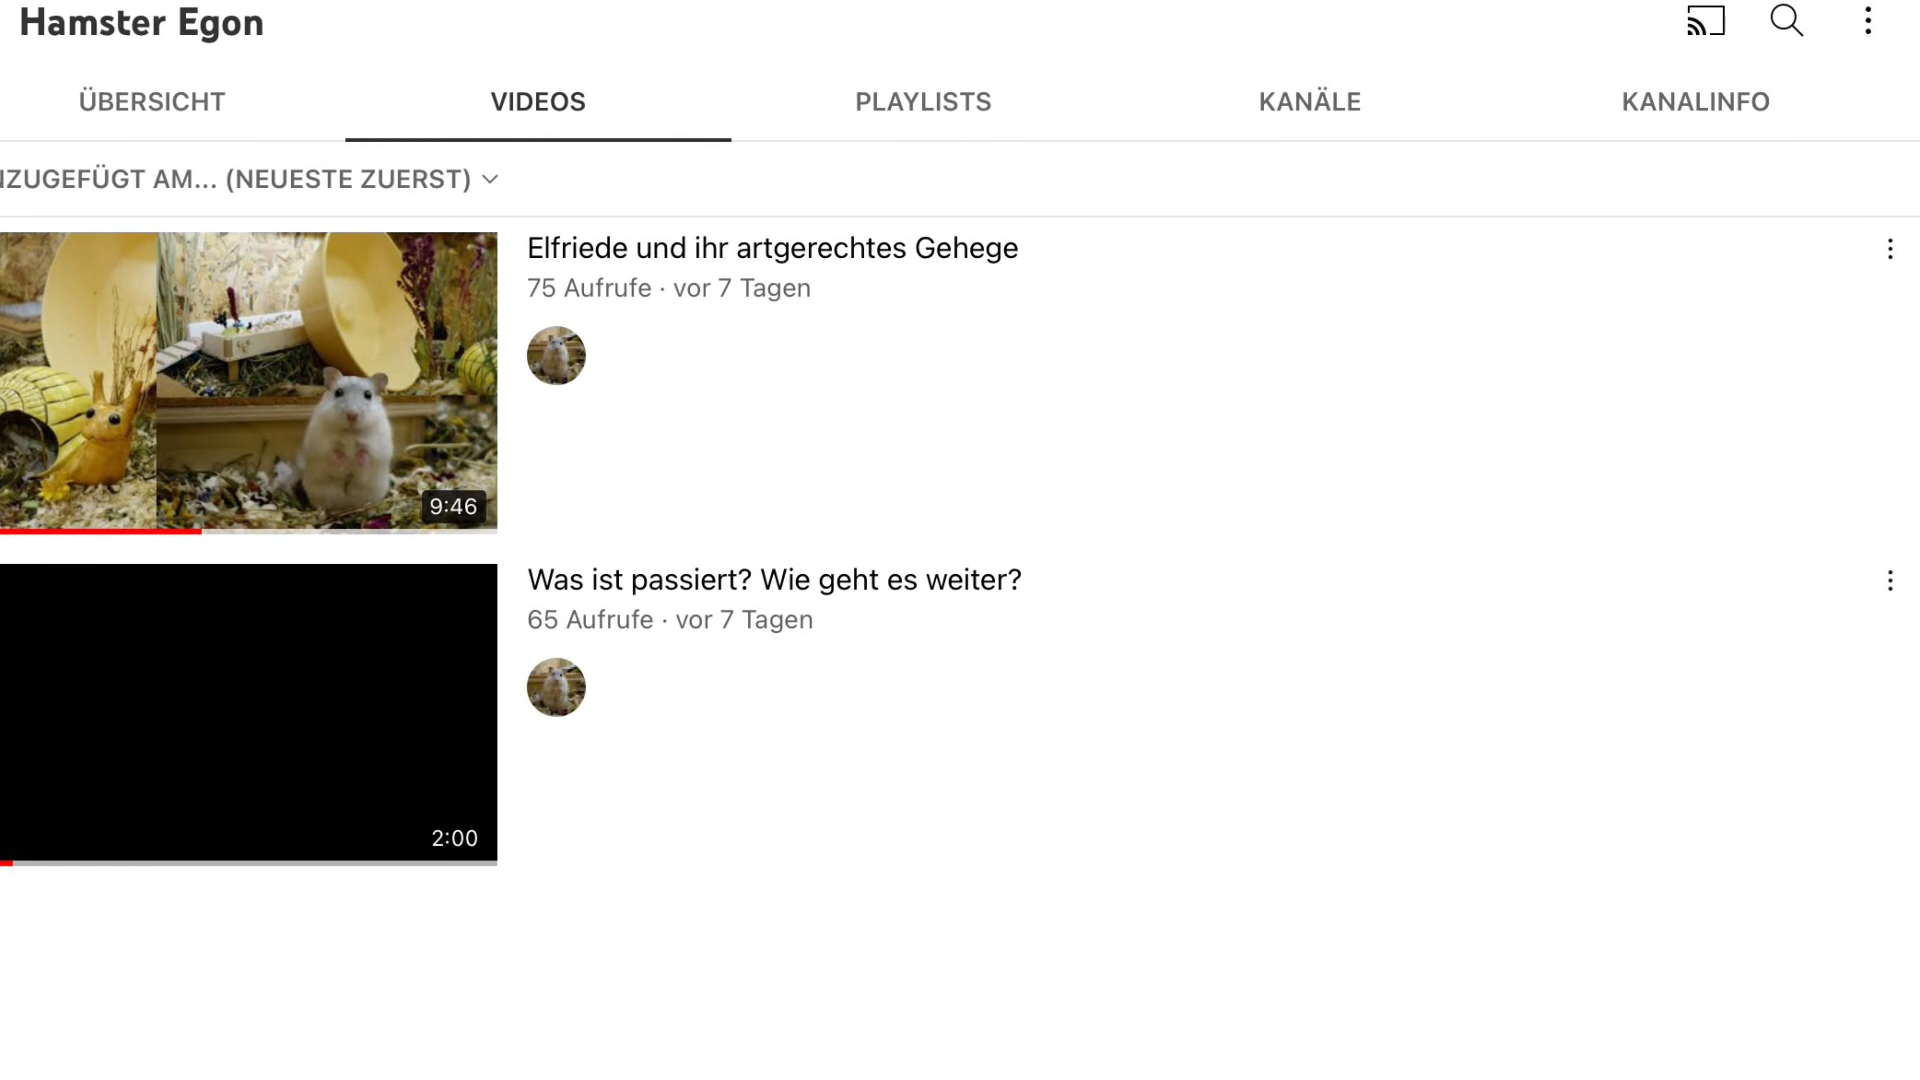 Hamster Egon
ÜBERSICHT
VIDEOS
PLAYLISTS
KANÄLE
KANALINFO
NZUGEFÜGT AM... (NEUESTE ZUERST)
Elfriede und ihr artgerechtes Gehege
75 Aufrufe · vor 7 Tagen
9:46
Was ist passiert? Wie geht es weiter?
65 Aufrufe · vor 7 Tagen
2:00